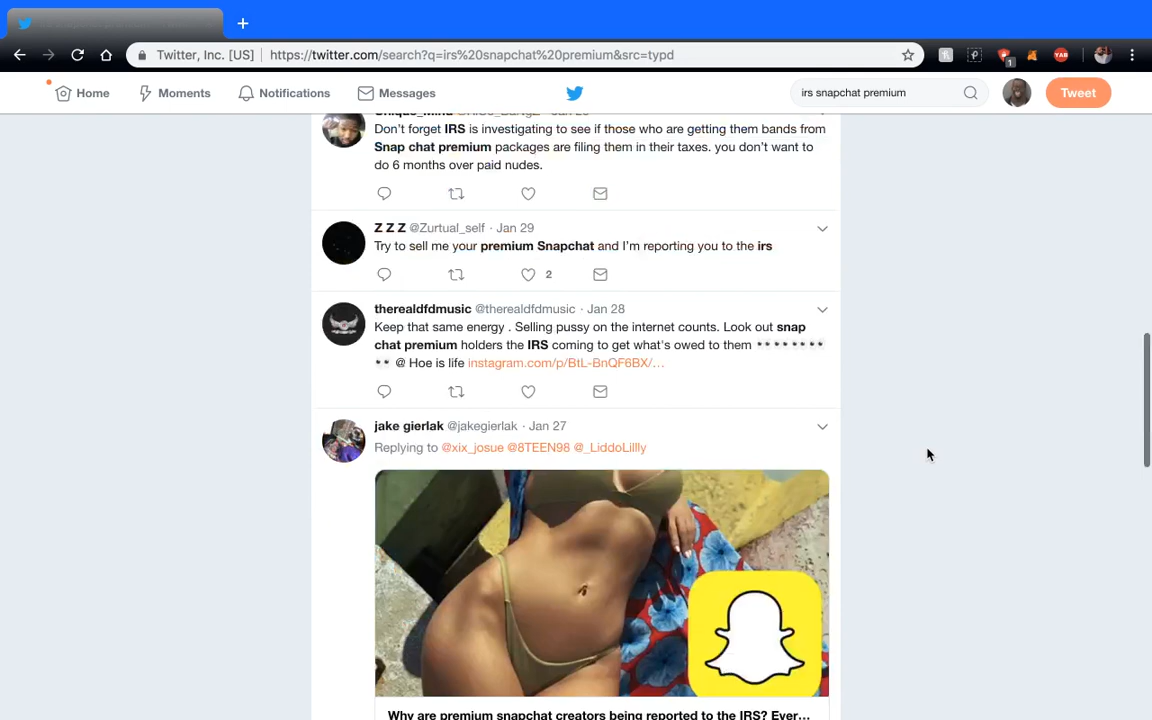 Twitter, Inc. [US] https://twitter.com/search?q=irs%20snapchat%20premium&src=typd
1
YAB
Home Moments Notifications Messages irs snapchat premium Tweet
Don't forget IRS is investigating to see if those who are getting them bands from
Snap chat premium packages are filing them in their taxes. you don't want to
do 6 months over paid nudes.
Z Z Z @Zurtual_self · Jan 29
Try to sell me your premium Snapchat and I'm reporting you to the irs
2
therealdfdmusic @therealdfdmusic · Jan 28
Keep that same energy . Selling pussy on the internet counts. Look out snap
chat premium holders the IRS coming to get what's owed to them
@ Hoe is life instagram.com/p/BtL-BnQF6BX/…
jake gierlak @jakegierlak · Jan 27
Replying to @xix_josue @8TEEN98 @_LiddoLillly
Why are premium snapchat creators being reported to the IRS? Ever…